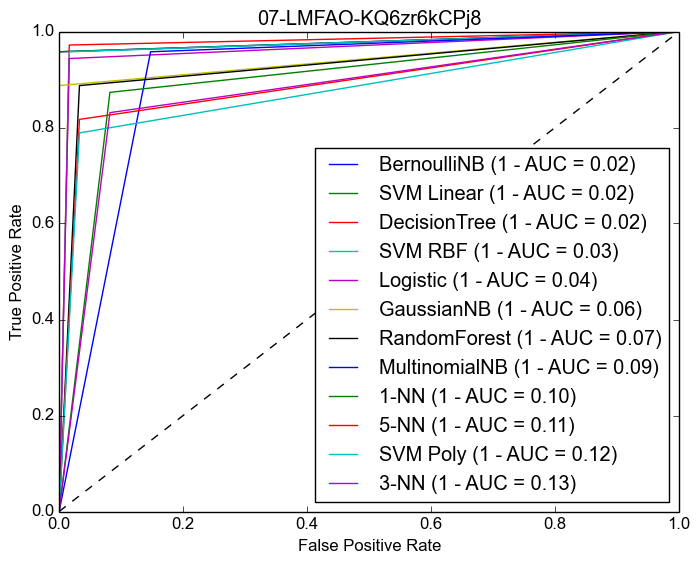 07-LMFAO-KQ6zr6kCPj8
1.0
0.8
0.6
0.4
0.2
0.0
True Positive Rate
BernoulliNB (1 - AUC = 0.02)
SVM Linear (1 - AUC = 0.02)
DecisionTree (1 - AUC = 0.02)
SVM RBF (1 - AUC = 0.03)
Logistic (1 - AUC = 0.04)
GaussianNB (1 - AUC = 0.06)
RandomForest (1 - AUC = 0.07)
MultinomialNB (1 - AUC = 0.09)
1-NN (1 - AUC = 0.10)
5-NN (1 - AUC = 0.11)
SVM Poly (1 - AUC = 0.12)
3-NN (1 - AUC = 0.13)
0.0 0.2 0.4 0.6 0.8 1.0
False Positive Rate